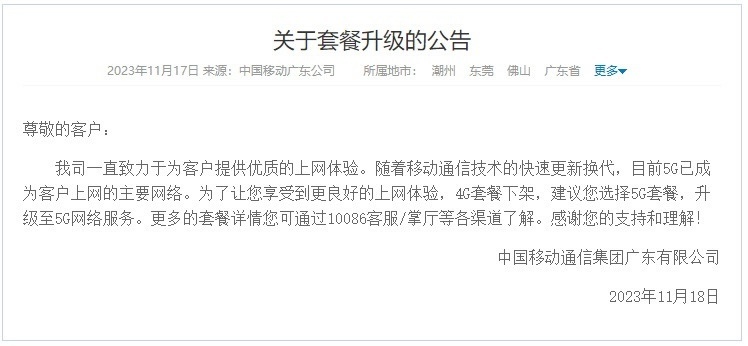 关于套餐升级的公告
2023年11月17日 来源：中国移动广东公司 所属地市： 潮州 东莞 佛山 广东省 更多
尊敬的客户：
我司一直致力于为客户提供优质的上网体验。随着移动通信技术的快速更新换代，目前5G已成
为客户上网的主要网络。为了让您享受到更良好的上网体验，4G套餐下架，建议您选择5G套餐，升
级至5G网络服务。更多的套餐详情您可通过10086客服/掌厅等各渠道了解。感谢您的支持和理解！
中国移动通信集团广东有限公司
2023年11月18日